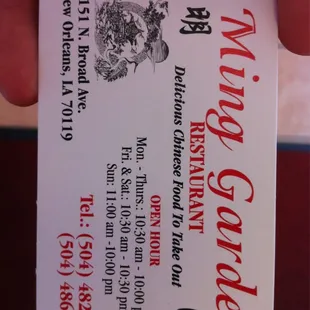 明
Ming Garde
RESTAURANT
Delicious Chinese Food To Take Out
151 N. Broad Ave.
ew Orleans, LA 70119
OPEN HOUR
Mon. - Thurs.: 10:30 am - 10:00 p
Fri. & Sat.: 10:30 am - 10:30 pm
Sun: 11:00 am -10:00 pm
Tel.: (504) 482
(504) 486